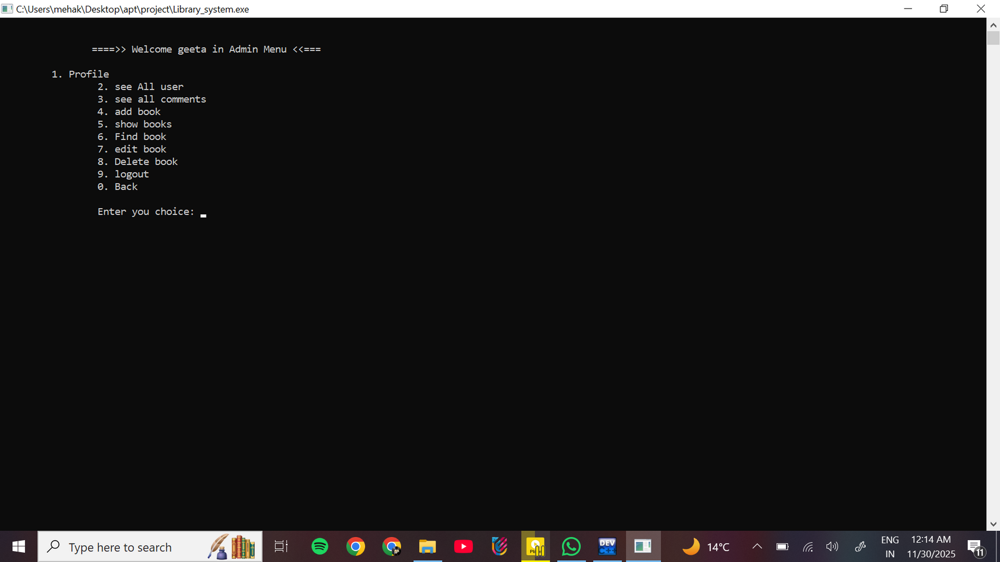 C:\Users\mehak\Desktop\apt\project\Library_system.exe
====>> Welcome geeta in Admin Menu <<===
1. Profile
2. see All user
3. see all comments
4. add book
5. show books
6. Find book
7. edit book
8. Delete book
9. logout
0. Back
Enter you choice:
Type here to search
DEV
C++
14°C
ENG
IN
12:14 AM
11/30/2025
11